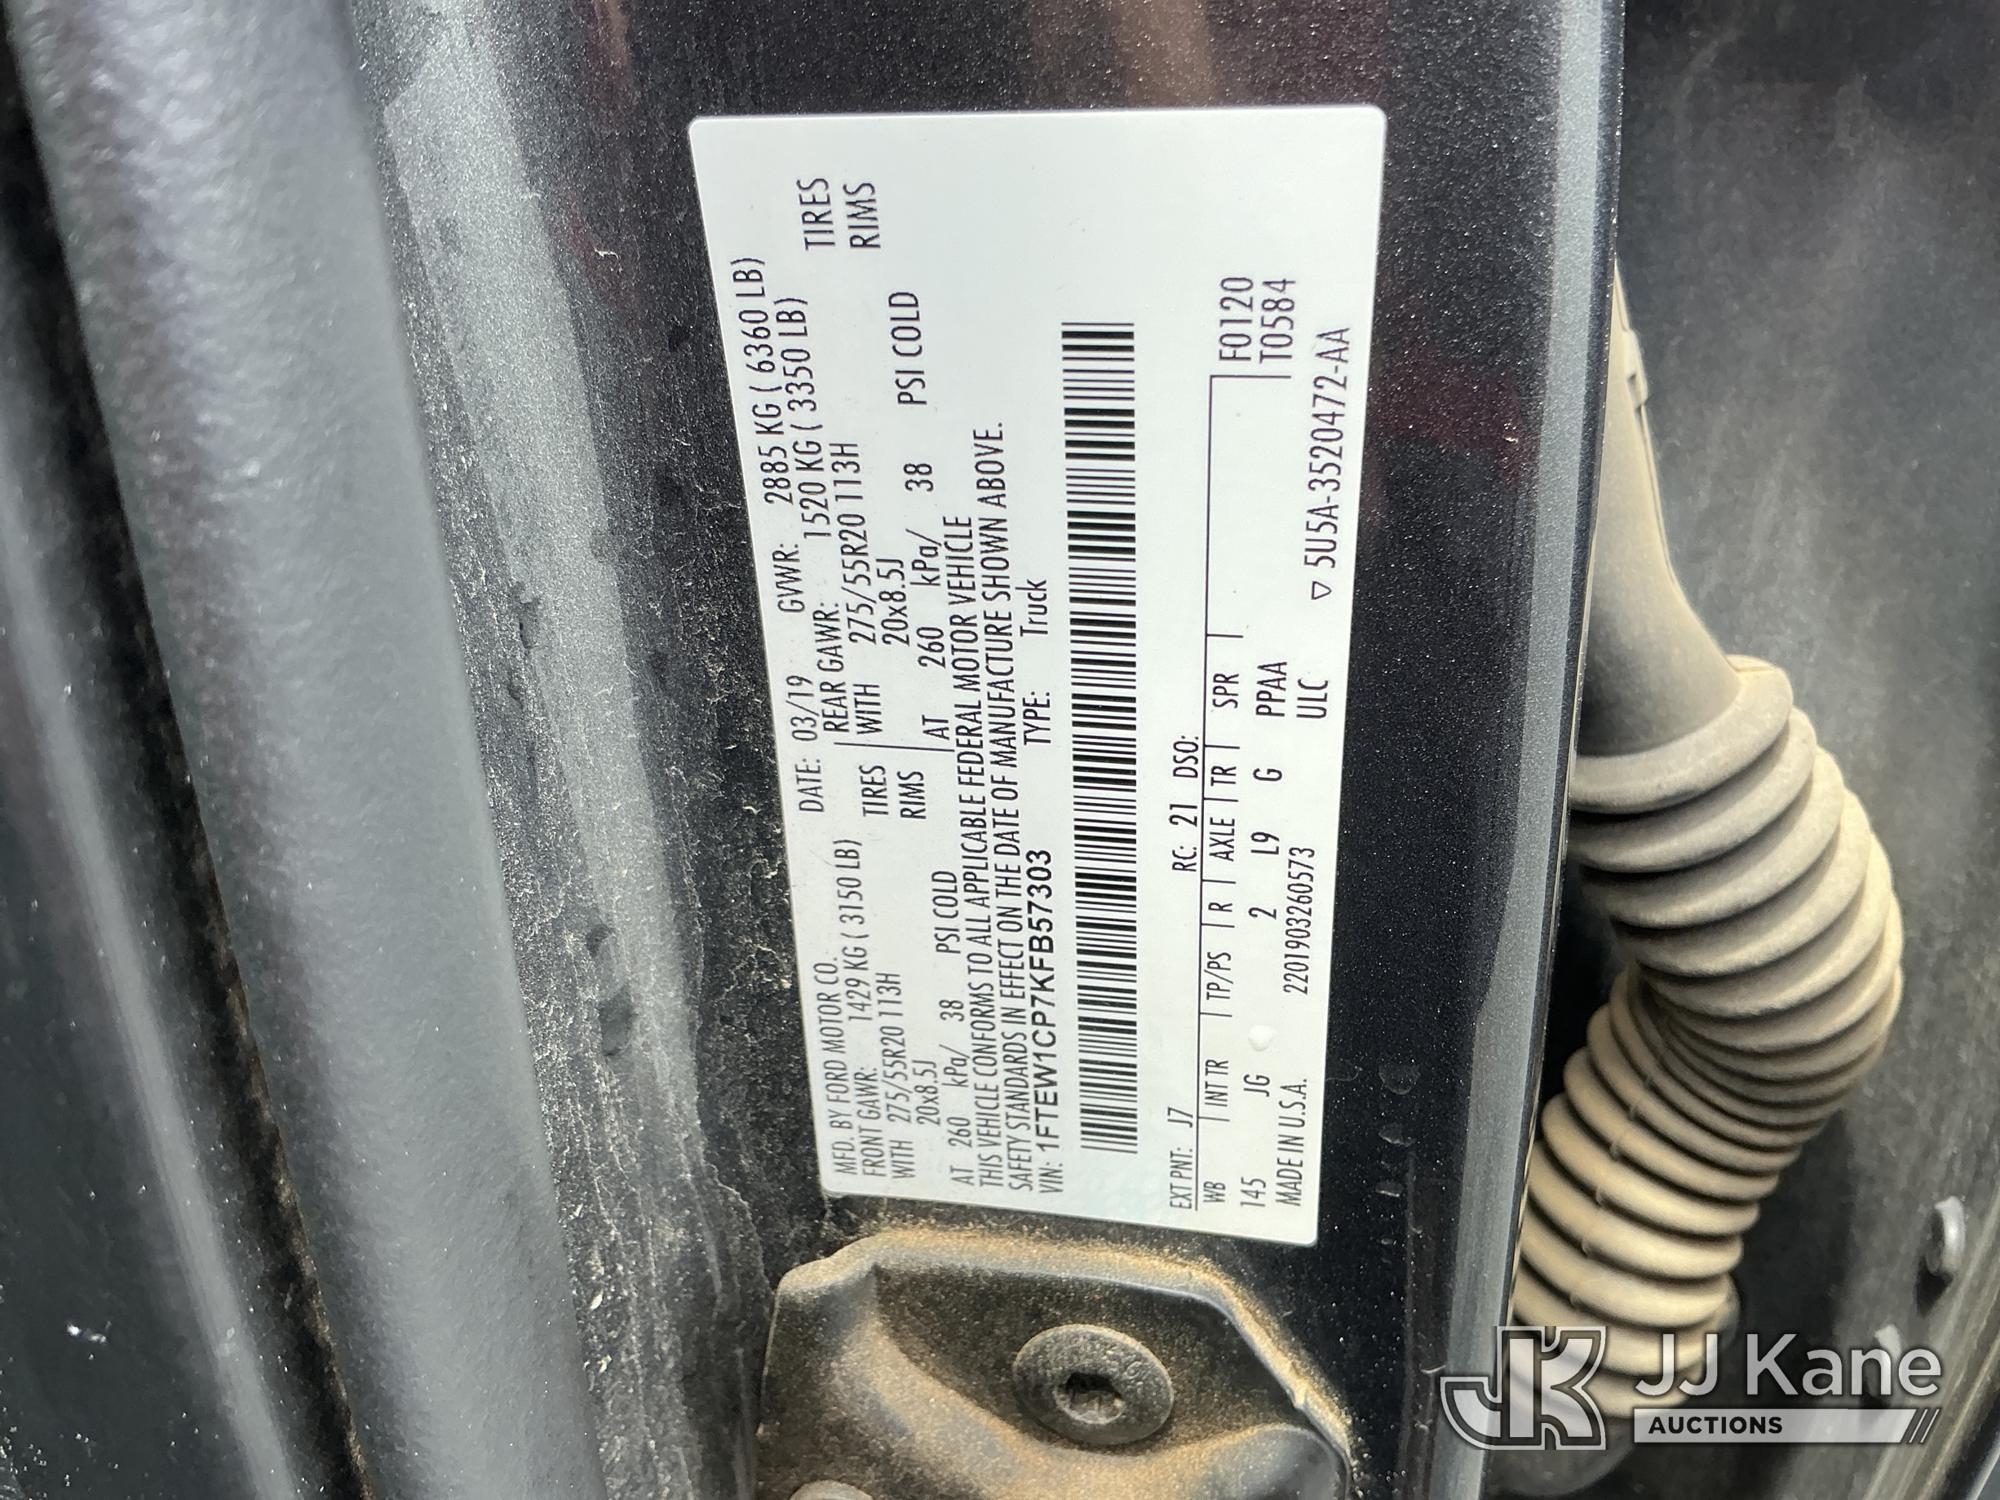 MFD. BY FORD MOTOR CO. DATE: 03/19 GVWR: 2885 KG ( 6360 LB)
FRONT GAWR: 1429 KG ( 3150 LB) REAR GAWR: 1520 KG ( 3350 LB)
WITH 275/55R20 113H TIRES WITH 275/55R20 113H TIRES
20x8.5J RIMS 20x8.5J RIMS
AT 260 kPa/ 38 PSI COLD AT 260 kPa/ 38 PSI COLD
THIS VEHICLE CONFORMS TO ALL APPLICABLE FEDERAL MOTOR VEHICLE
SAFETY STANDARDS IN EFFECT ON THE DATE OF MANUFACTURE SHOWN ABOVE.
VIN: 1FTEW1CP7KFB57303 TYPE: Truck
EXT PNT: J7 RC: 21 DSO:
WB INT TR TP/PS R AXLE TR SPR F0120
145 JG 2 L9 G PPAA T0584
MADE IN U.S.A. 2201903260573 ULC ▽ 5U5A-3520472-AA
JK JJ Kane
AUCTIONS